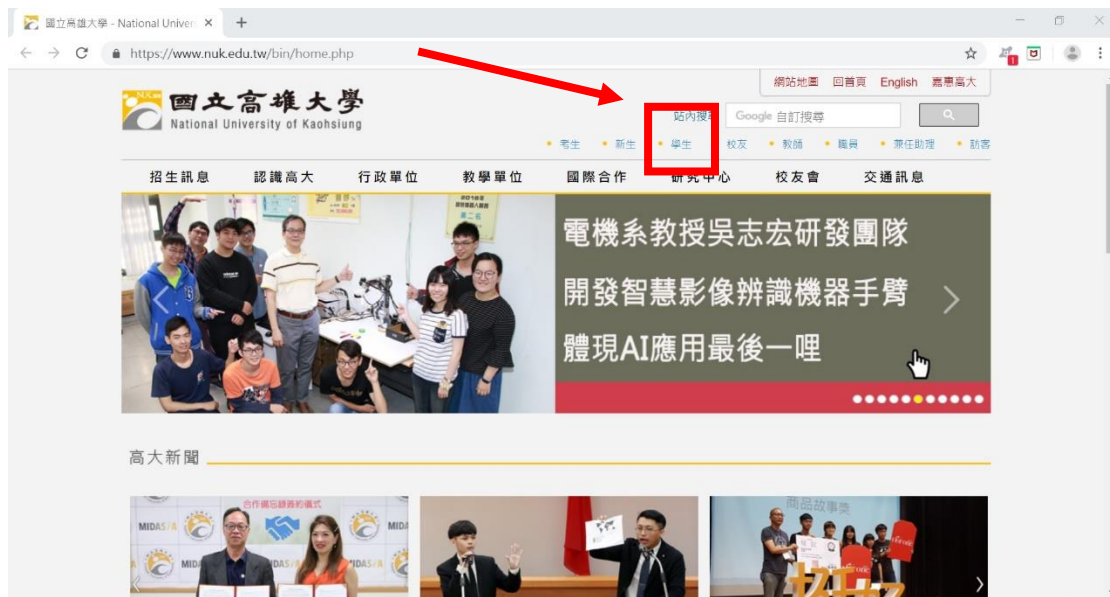 國立高雄大學 - National Univers
https://www.nuk.edu.tw/bin/home.php
網站地圖 回首頁 English 嘉惠高大
國立高雄大學
National University of Kaohsiung
站內搜尋 Google 自訂搜尋
• 考生 • 新生 • 學生 校友 • 教師 • 職員 • 兼任助理 • 訪客
招生訊息 認識高大 行政單位 教學單位 國際合作 研究中心 校友會 交通訊息
第二名
電機系教授吳志宏研發團隊
開發智慧影像辨識機器手臂
體現AI應用最後一哩
高大新聞
合作備忘錄簽約儀式
MIDAS/A
商品故事獎